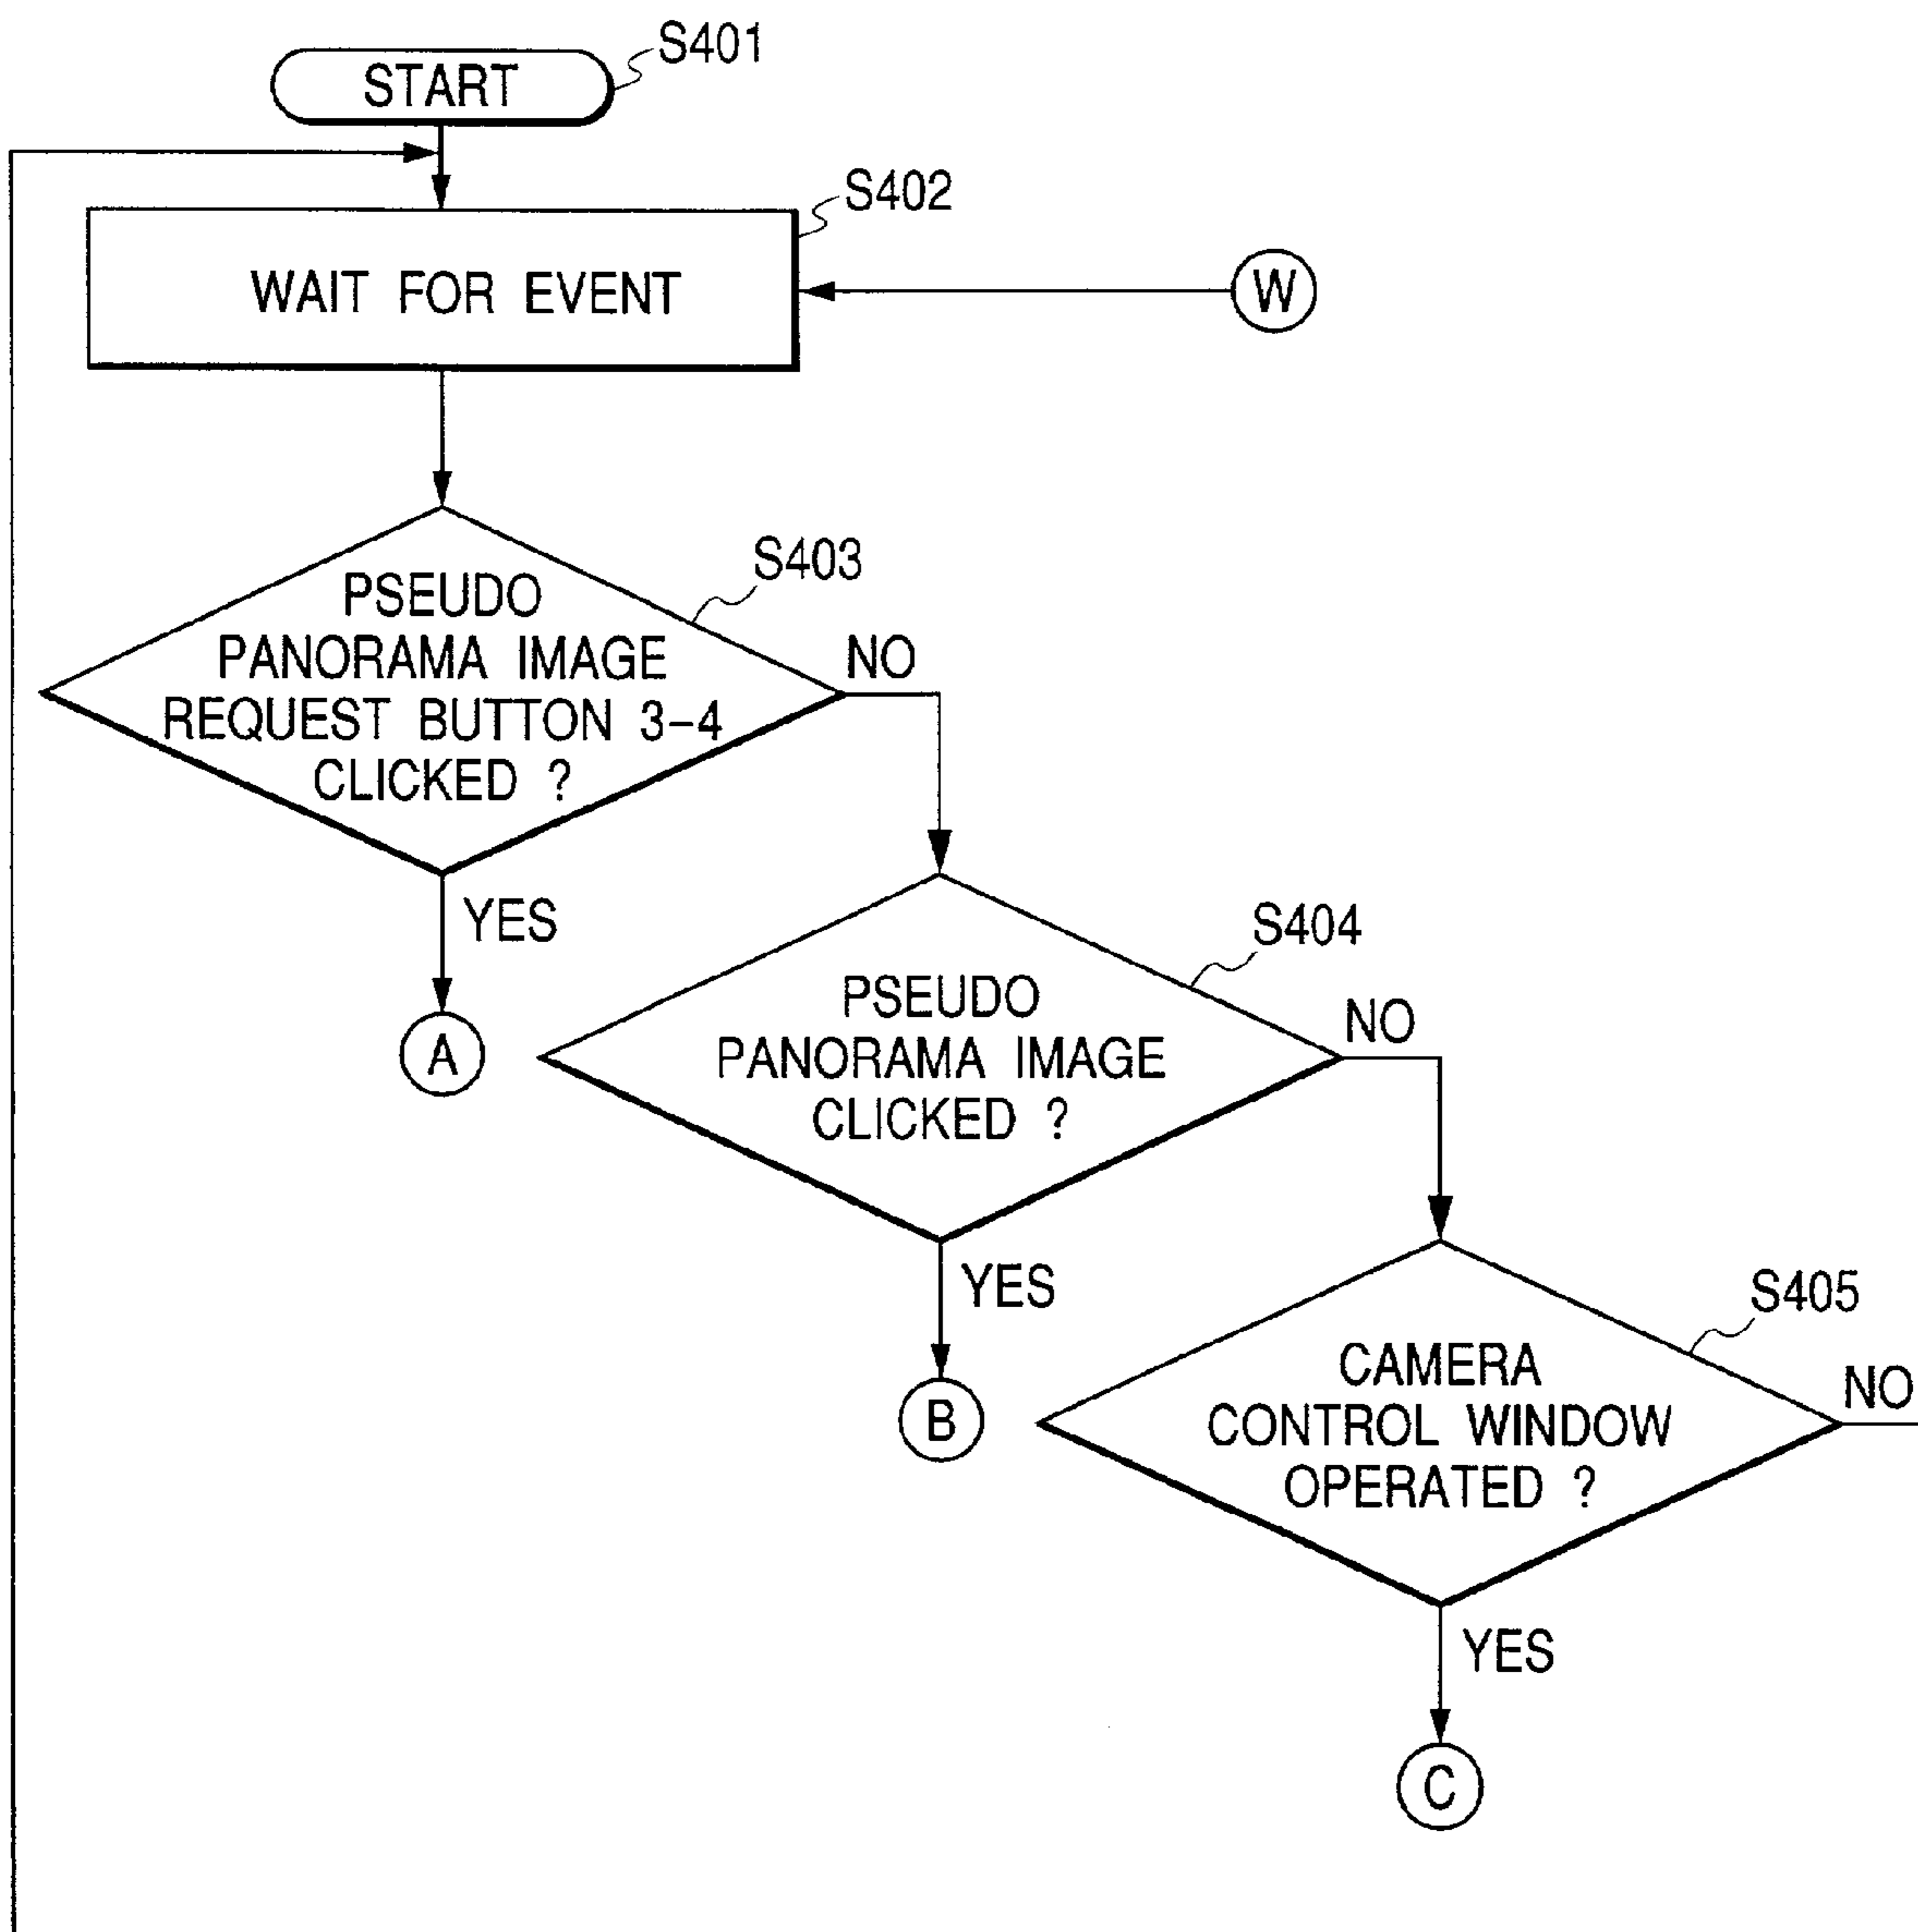 S401
START
S402
WAIT FOR EVENT
W
S403
PSEUDO
PANORAMA IMAGE
REQUEST BUTTON 3-4
CLICKED ?
NO
YES
A
S404
PSEUDO
PANORAMA IMAGE
CLICKED ?
NO
YES
B
S405
CAMERA
CONTROL WINDOW
OPERATED ?
NO
YES
C